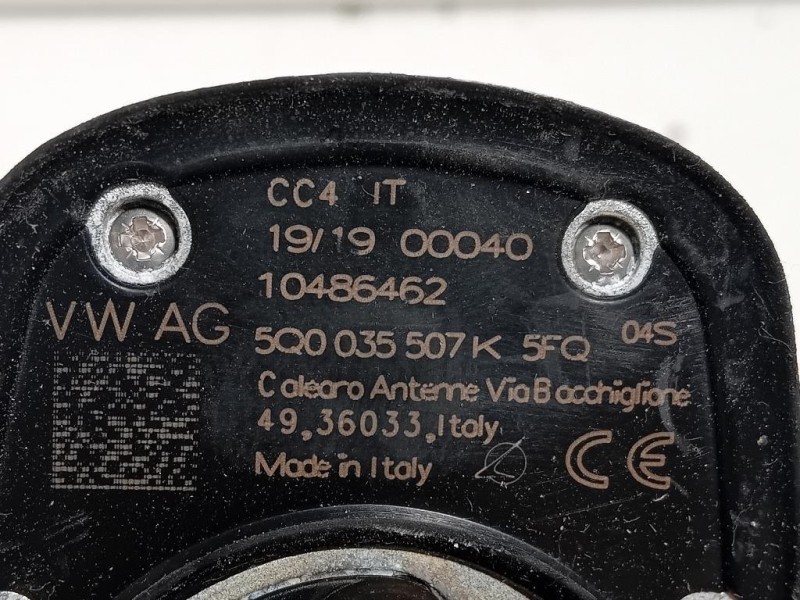 CC4 IT
19/19 00040
10486462
VW AG 5Q0 035 507 K 5FQ 04S
Calearo Antenne Via Bacchiglione
49,36033,Italy
Made in Italy CE